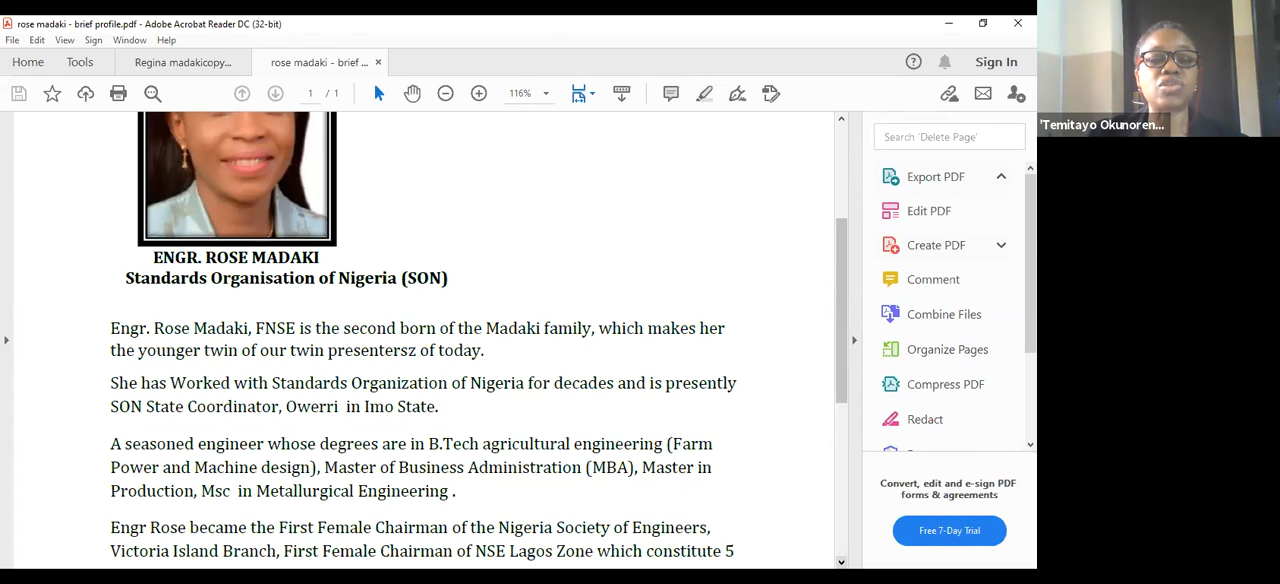 rose madaki - brief profile.pdf - Adobe Acrobat Reader DC (32-bit)
File Edit View Sign Window Help
Home Tools Regina madakicopy... rose madaki - brief ... × Sign In
1 / 1 116%
'Temitayo Okunoren...
Search 'Delete Page'
Export PDF
Edit PDF
Create PDF
Comment
Combine Files
Organize Pages
Compress PDF
Redact
Convert, edit and e-sign PDF
forms & agreements
Free 7-Day Trial
ENGR. ROSE MADAKI
Standards Organisation of Nigeria (SON)
Engr. Rose Madaki, FNSE is the second born of the Madaki family, which makes her
the younger twin of our twin presentersz of today.
She has Worked with Standards Organization of Nigeria for decades and is presently
SON State Coordinator, Owerri in Imo State.
A seasoned engineer whose degrees are in B.Tech agricultural engineering (Farm
Power and Machine design), Master of Business Administration (MBA), Master in
Production, Msc in Metallurgical Engineering .
Engr Rose became the First Female Chairman of the Nigeria Society of Engineers,
Victoria Island Branch, First Female Chairman of NSE Lagos Zone which constitute 5